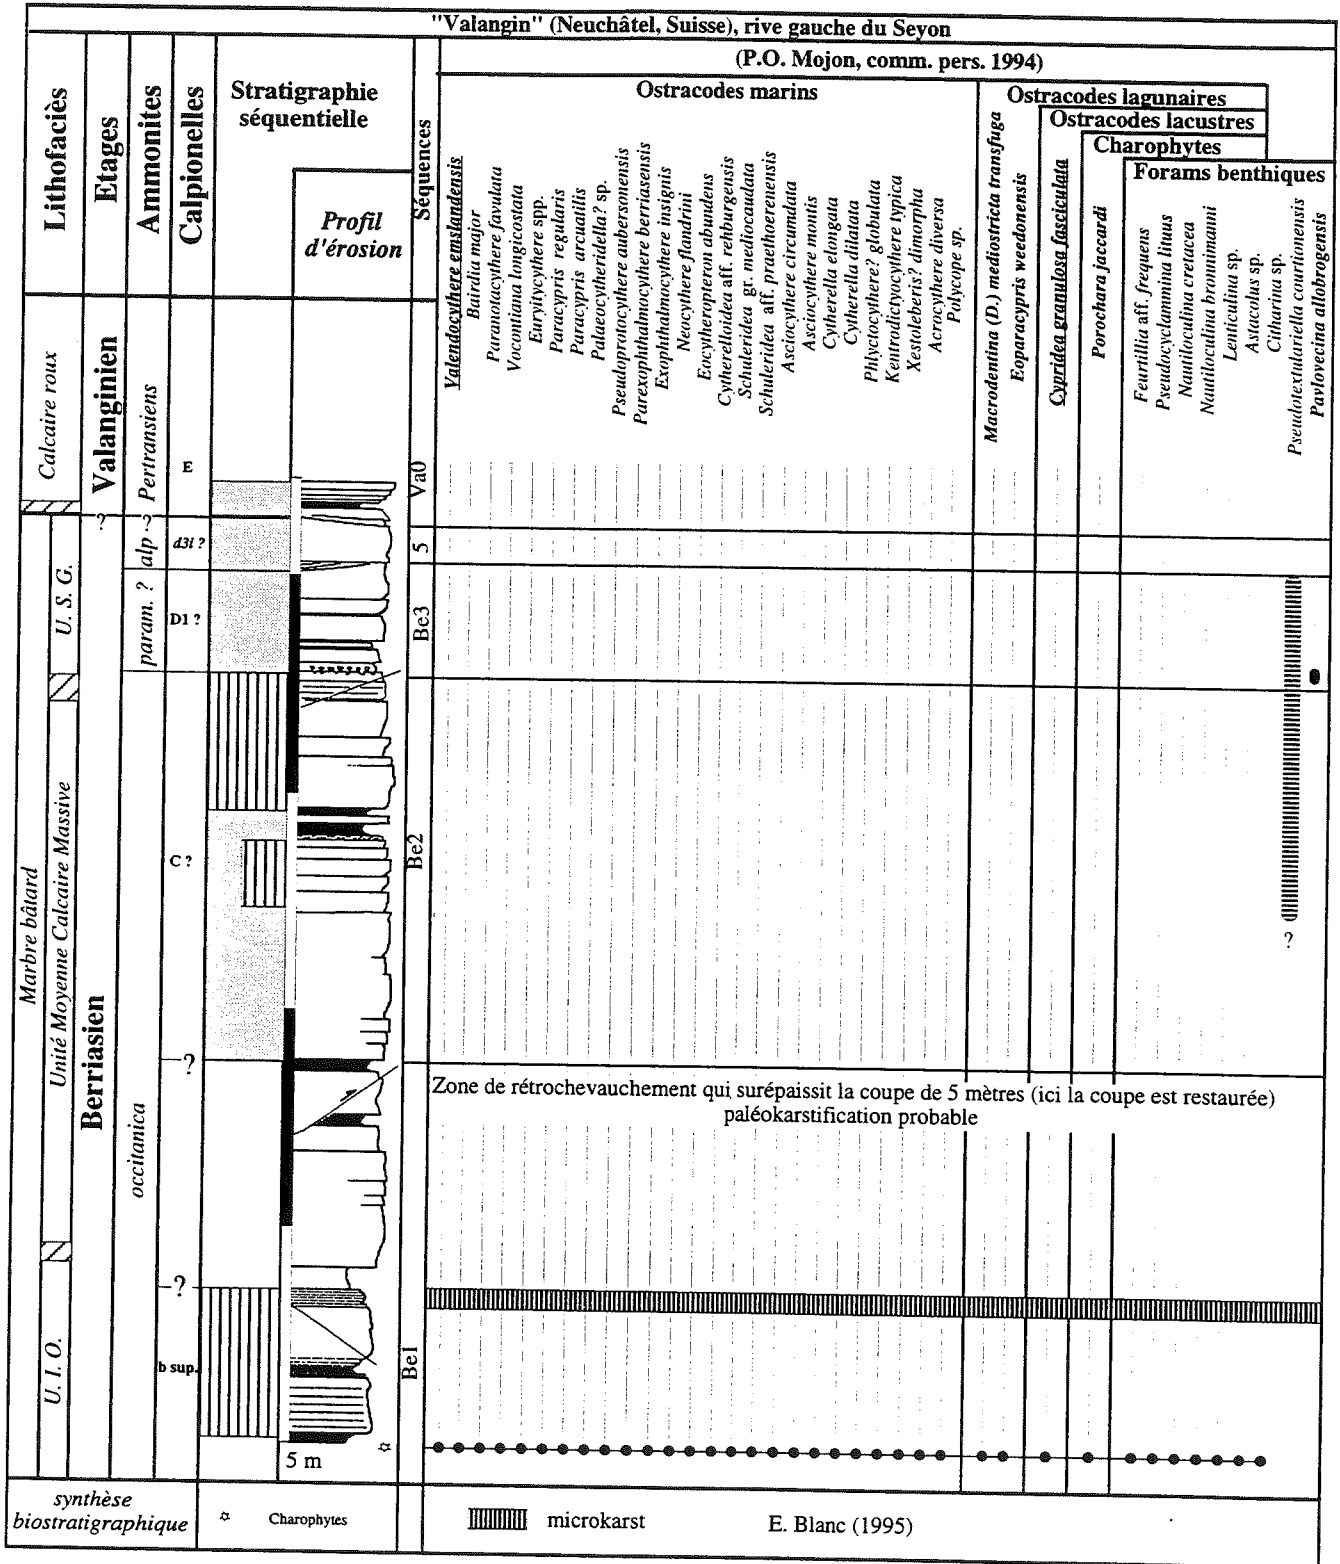 "Valangin" (Neuchâtel, Suisse), rive gauche du Seyon
(P.O. Mojon, comm. pers. 1994)
Lithofaciès
Etages
Ammonites
Calpionelles
Stratigraphie
séquentielle
Profil
d'érosion
Séquences
Ostracodes marins
Ostracodes lagunaires
Ostracodes lacustres
Charophytes
Forams benthiques
Valendocythere emslandensis
Bairdia major
Paranotacythere favulata
Vocontiana longicostata
Euryitycythere spp.
Paracypris regularis
Paracypris arcuatilis
Palaeocytheridella? sp.
Pseudoprotocythere aubersonensis
Parexophthalmocythere berriasensis
Exophthalmocythere insignis
Neocythere flandrini
Eocytheropteron abundens
Cytherelloidea aff. rehburgensis
Schuleridea gr. mediocaudata
Schuleridea aff. praethoerenensis
Asciocythere circumdata
Asciocythere montis
Cytherella elongata
Cytherella dilatata
Phlyctocythere? globulata
Kentrodictyocythere typica
Xestoleberis? dimorpha
Acrocythere diversa
Polycope sp.
Macrodentina (D.) mediostricta transfuga
Eoparacypris weedonensis
Cypridea granulosa fasciculata
Porochara jaccardi
Feurtillia aff. frequens
Pseudocyclammina lituus
Nautiloculina cretacea
Nautiloculina bronnimanni
Lenticulina sp.
Astacolus sp.
Citharina sp.
Pseudotextulariella courtionensis
Pavlovecina allobrogensis
Calcaire roux
Valanginien
Pertransiens
E
Va0
?
?
alp
d3i ?
5
U. S. G.
param. ?
D1 ?
Be3
Marbre bâtard
Unité Moyenne Calcaire Massive
C ?
Be2
?
Berriasien
?
occitanica
Zone de rétrochevauchement qui surépaissit la coupe de 5 mètres (ici la coupe est restaurée)
paléokarstification probable
?
U. I. O.
b sup.
Be1
5 m
synthèse
biostratigraphique
Charophytes
microkarst
E. Blanc (1995)